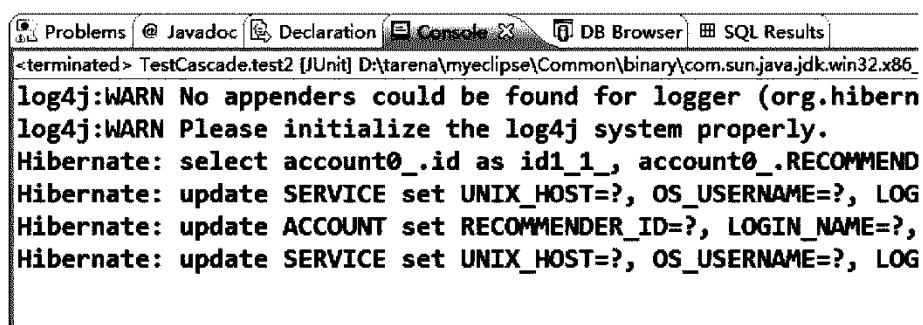 Problems @ Javadoc Declaration Console DB Browser SQL Results
<terminated> TestCascade.test2 [JUnit] D:\tarena\myeclipse\Common\binary\com.sun.java.jdk.win32.x86_
log4j:WARN No appenders could be found for logger (org.hibern
log4j:WARN Please initialize the log4j system properly.
Hibernate: select account0_.id as id1_1_, account0_.RECOMMEND
Hibernate: update SERVICE set UNIX_HOST=?, OS_USERNAME=?, LOG
Hibernate: update ACCOUNT set RECOMMENDER_ID=?, LOGIN_NAME=?,
Hibernate: update SERVICE set UNIX_HOST=?, OS_USERNAME=?, LOG